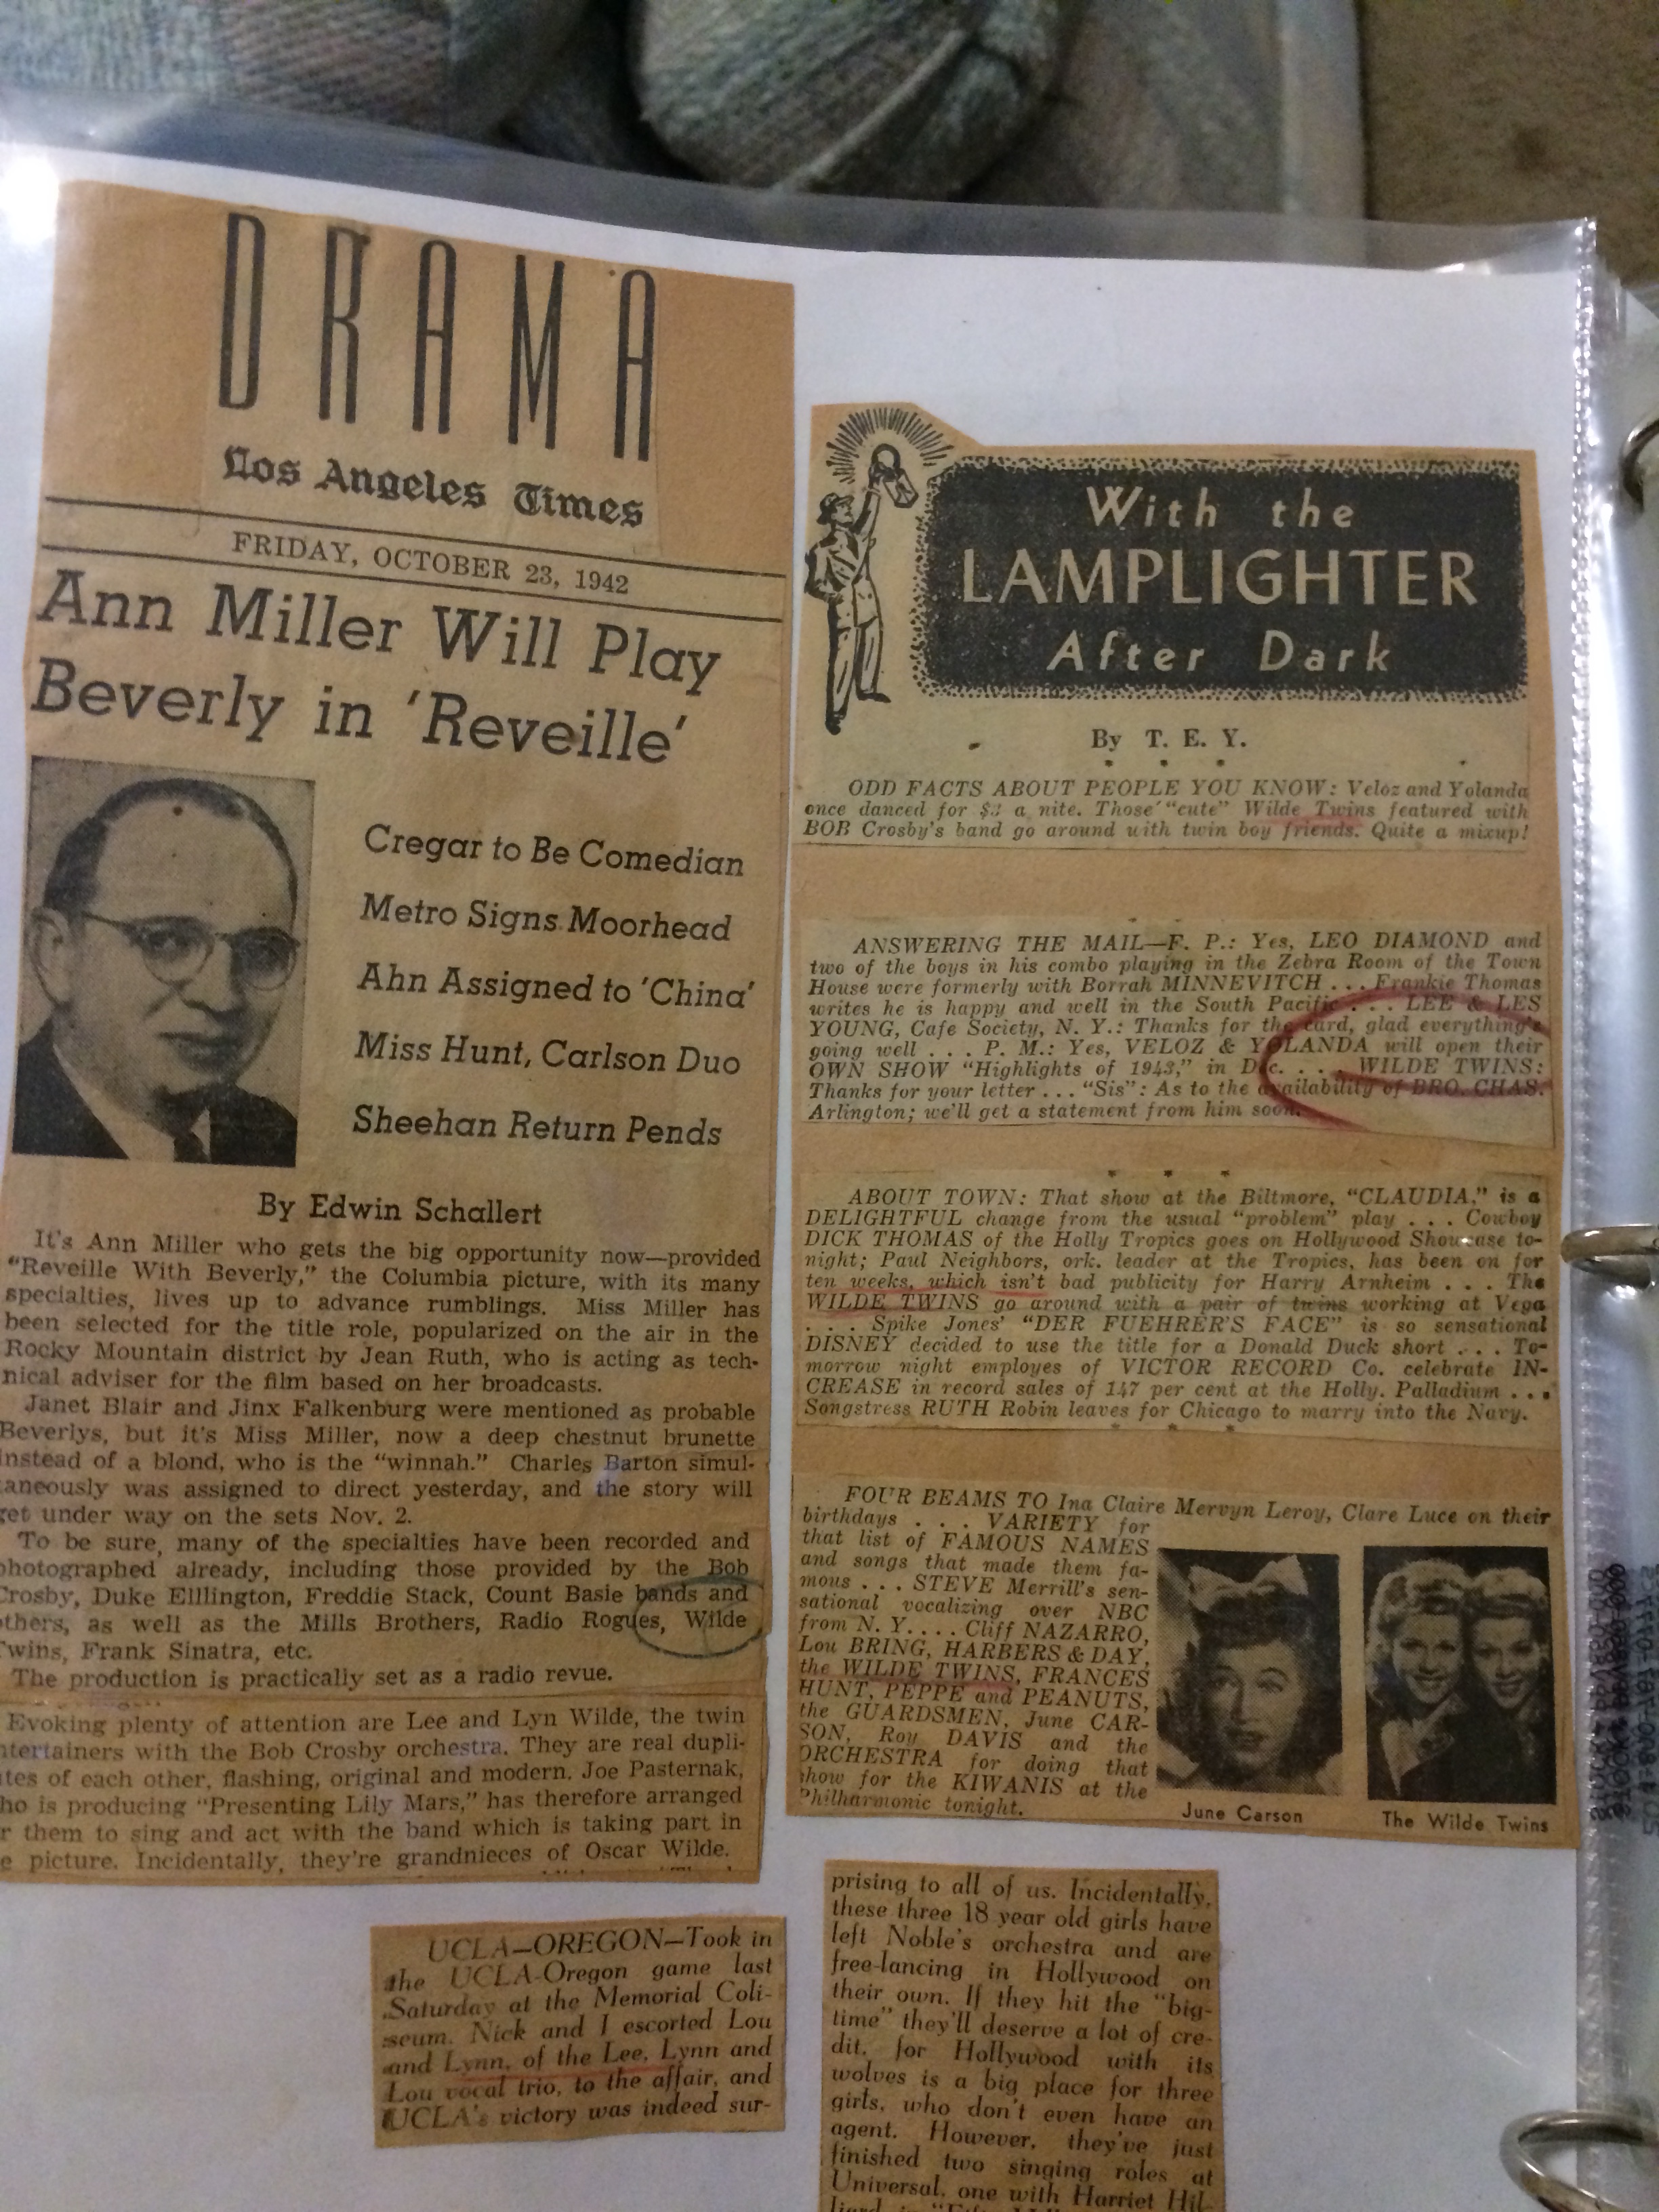 DRAMA
Los Angeles Times
FRIDAY, OCTOBER 23, 1942
Ann Miller Will Play
Beverly in 'Reveille'
Cregar to Be Comedian
Metro Signs Moorhead
Ahn Assigned to 'China'
Miss Hunt, Carlson Duo
Sheehan Return Pends
By Edwin Schallert
It's Ann Miller who gets the big opportunity now—provided
"Reveille With Beverly," the Columbia picture, with its many
specialties, lives up to advance rumblings. Miss Miller has
been selected for the title role, popularized on the air in the
Rocky Mountain district by Jean Ruth, who is acting as tech-
nical adviser for the film based on her broadcasts.
Janet Blair and Jinx Falkenburg were mentioned as probable
Beverlys, but it's Miss Miller, now a deep chestnut brunette
instead of a blond, who is the "winnah." Charles Barton simul-
taneously was assigned to direct yesterday, and the story will
get under way on the sets Nov. 2.
To be sure, many of the specialties have been recorded and
photographed already, including those provided by the Bob
Crosby, Duke Elllington, Freddie Stack, Count Basie bands and
others, as well as the Mills Brothers, Radio Rogues, Wilde
Twins, Frank Sinatra, etc.
The production is practically set as a radio revue.
Evoking plenty of attention are Lee and Lyn Wilde, the twin
ntertainers with the Bob Crosby orchestra. They are real dupli-
tes of each other, flashing, original and modern. Joe Pasternak,
ho is producing "Presenting Lily Mars," has therefore arranged
r them to sing and act with the band which is taking part in
e picture. Incidentally, they're grandnieces of Oscar Wilde.
UCLA—OREGON—Took in
the UCLA-Oregon game last
Saturday at the Memorial Coli-
seum. Nick and I escorted Lou
and Lynn, of the Lee, Lynn and
Lou vocal trio, to the affair, and
UCLA's victory was indeed sur-
With the
LAMPLIGHTER
After Dark
By T. E. Y.
ODD FACTS ABOUT PEOPLE YOU KNOW: Veloz and Yolanda
once danced for $3 a nite. Those "cute" Wilde Twins featured with
BOB Crosby's band go around with twin boy friends. Quite a mixup!
ANSWERING THE MAIL—F. P.: Yes, LEO DIAMOND and
two of the boys in his combo playing in the Zebra Room of the Town
House were formerly with Borrah MINNEVITCH . . . Frankie Thomas
writes he is happy and well in the South Pacific . . . LEE & LES
YOUNG, Cafe Society, N. Y.: Thanks for the card, glad everything's
going well . . . P. M.: Yes, VELOZ & YOLANDA will open their
OWN SHOW "Highlights of 1943," in Dec. . . . WILDE TWINS:
Thanks for your letter . . . "Sis": As to the availability of BRO. CHAS.
Arlington; we'll get a statement from him soon.
ABOUT TOWN: That show at the Biltmore, "CLAUDIA," is a
DELIGHTFUL change from the usual "problem" play . . . Cowboy
DICK THOMAS of the Holly Tropics goes on Hollywood Showcase to-
night; Paul Neighbors, ork. leader at the Tropics, has been on for
ten weeks, which isn't bad publicity for Harry Arnheim . . . The
WILDE TWINS go around with a pair of twins working at Vega
. . . Spike Jones' "DER FUEHRER'S FACE" is so sensational
DISNEY decided to use the title for a Donald Duck short . . . To-
morrow night employes of VICTOR RECORD Co. celebrate IN-
CREASE in record sales of 147 per cent at the Holly. Palladium . . .
Songstress RUTH Robin leaves for Chicago to marry into the Navy.
FOUR BEAMS TO Ina Claire Mervyn Leroy, Clare Luce on their
birthdays . . . VARIETY for
that list of FAMOUS NAMES
and songs that made them fa-
mous . . . STEVE Merrill's sen-
sational vocalizing over NBC
from N. Y. . . . Cliff NAZARRO,
Lou BRING, HARBERS & DAY,
the WILDE TWINS, FRANCES
HUNT, PEPPE and PEANUTS,
the GUARDSMEN, June CAR-
SON, Roy DAVIS and the
ORCHESTRA for doing that
show for the KIWANIS at the
Philharmonic tonight.
June Carson
The Wilde Twins
prising to all of us. Incidentally,
these three 18 year old girls have
left Noble's orchestra and are
free-lancing in Hollywood on
their own. If they hit the "big-
time" they'll deserve a lot of cre-
dit, for Hollywood with its
wolves is a big place for three
girls, who don't even have an
agent. However, they've just
finished two singing roles at
Universal, one with Harriet Hil-